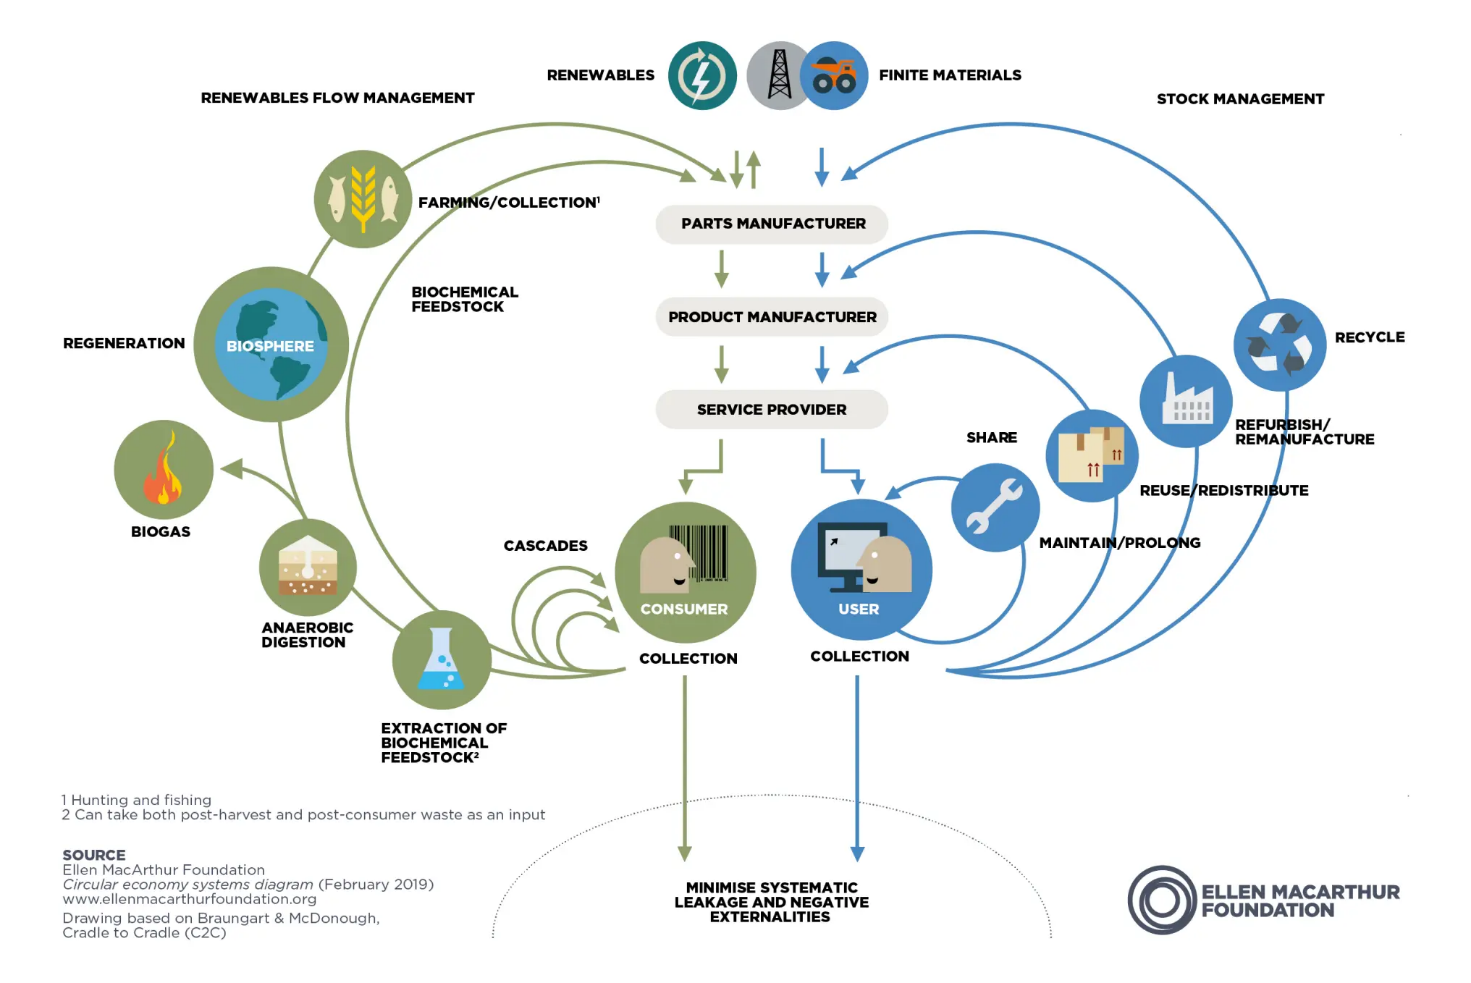 RENEWABLES
FINITE MATERIALS
RENEWABLES FLOW MANAGEMENT
STOCK MANAGEMENT
FARMING/COLLECTION¹
PARTS MANUFACTURER
BIOCHEMICAL
FEEDSTOCK
PRODUCT MANUFACTURER
REGENERATION
BIOSPHERE
RECYCLE
SERVICE PROVIDER
SHARE
REFURBISH/
REMANUFACTURE
REUSE/REDISTRIBUTE
BIOGAS
CASCADES
MAINTAIN/PROLONG
CONSUMER
USER
ANAEROBIC
DIGESTION
COLLECTION
COLLECTION
EXTRACTION OF
BIOCHEMICAL
FEEDSTOCK²
1 Hunting and fishing
2 Can take both post-harvest and post-consumer waste as an input
SOURCE
Ellen MacArthur Foundation
Circular economy systems diagram (February 2019)
www.ellenmacarthurfoundation.org
Drawing based on Braungart & McDonough,
Cradle to Cradle (C2C)
MINIMISE SYSTEMATIC
LEAKAGE AND NEGATIVE
EXTERNALITIES
ELLEN MACARTHUR
FOUNDATION